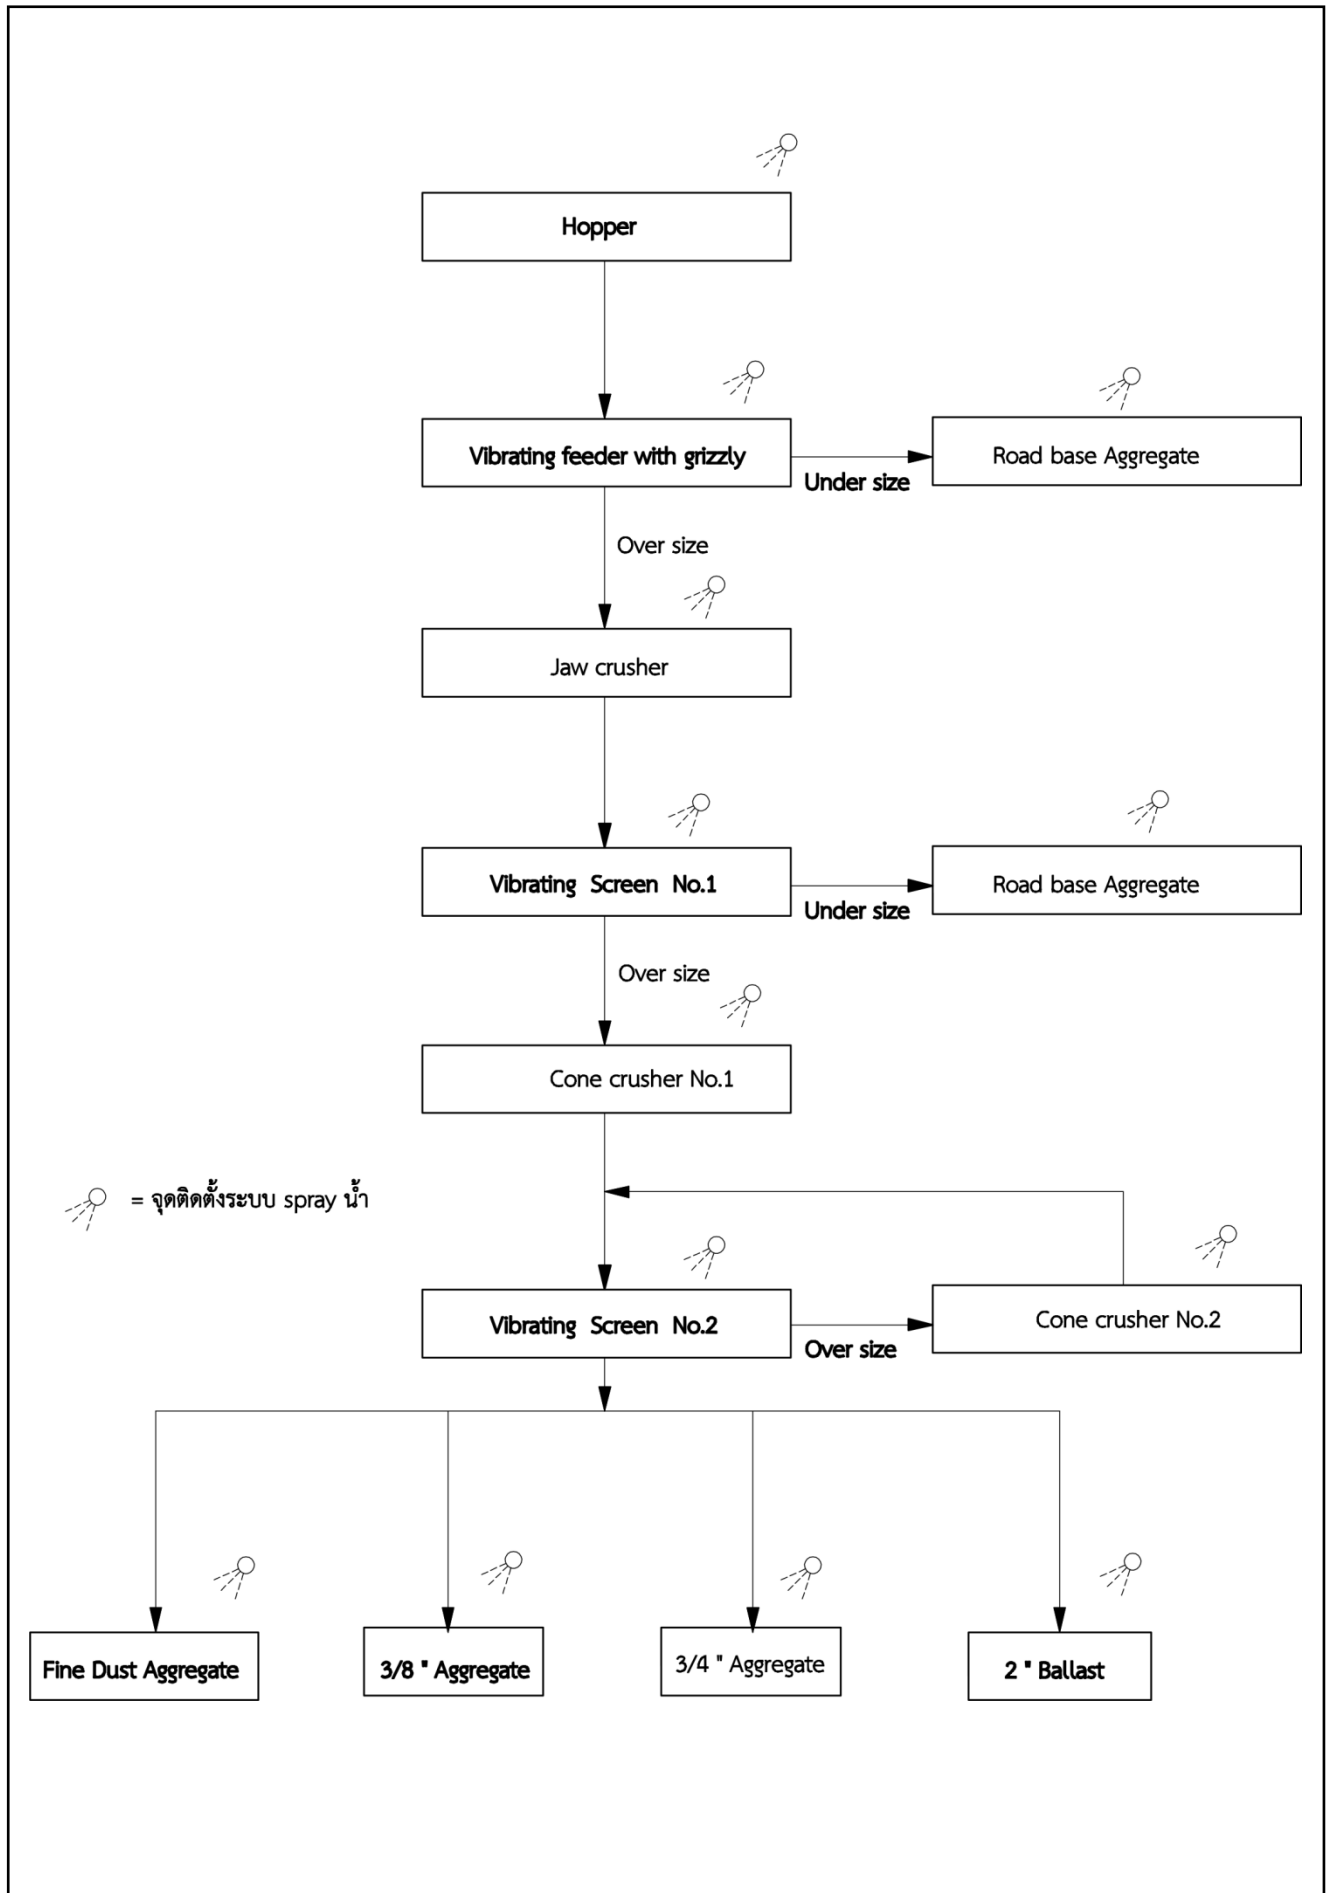 Hopper
Vibrating feeder with grizzly
Under size
Road base Aggregate
Over size
Jaw crusher
Vibrating Screen No.1
Under size
Road base Aggregate
Over size
Cone crusher No.1
= จุดติดตั้งระบบ spray น้ำ
Vibrating Screen No.2
Over size
Cone crusher No.2
Fine Dust Aggregate
3/8 " Aggregate
3/4 " Aggregate
2 " Ballast